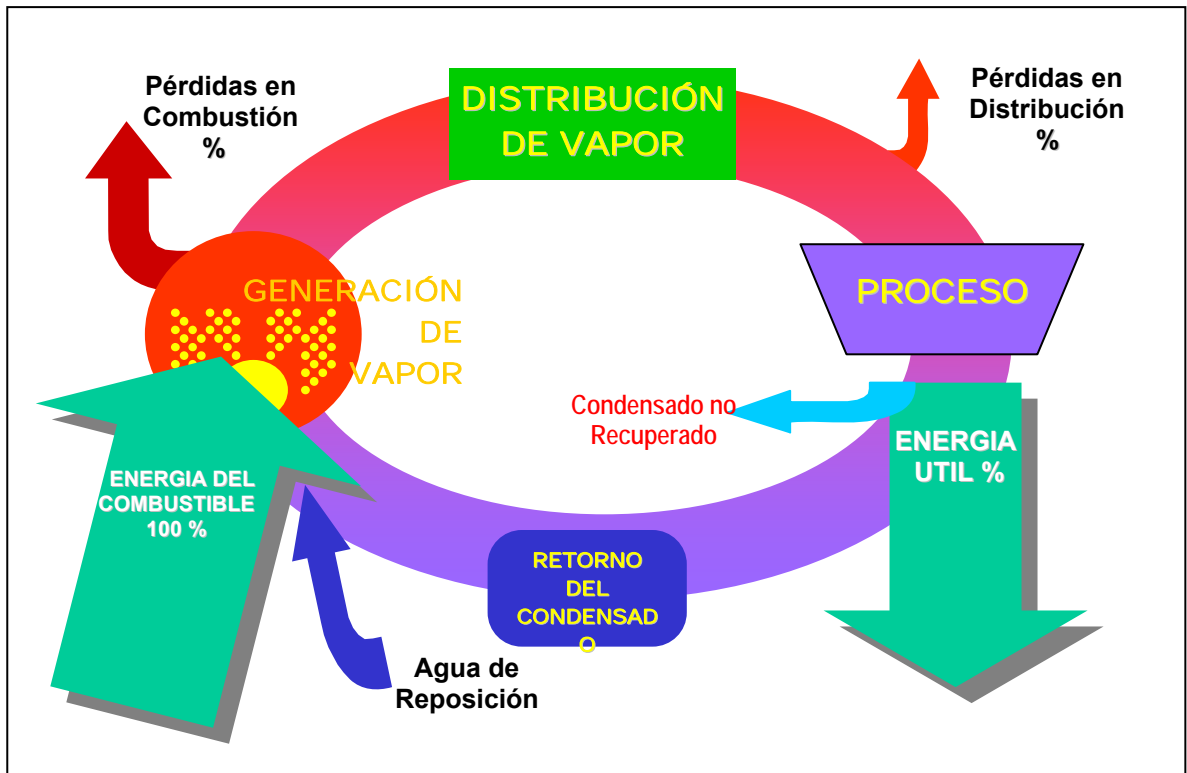 Pérdidas en
Combustión
%
DISTRIBUCIÓN
DE VAPOR
Pérdidas en
Distribución
%
GENERACIÓN
DE
VAPOR
PROCESO
Condensado no
Recuperado
ENERGIA
UTIL %
ENERGIA DEL
COMBUSTIBLE
100 %
RETORNO
DEL
CONDENSAD
O
Agua de
Reposición